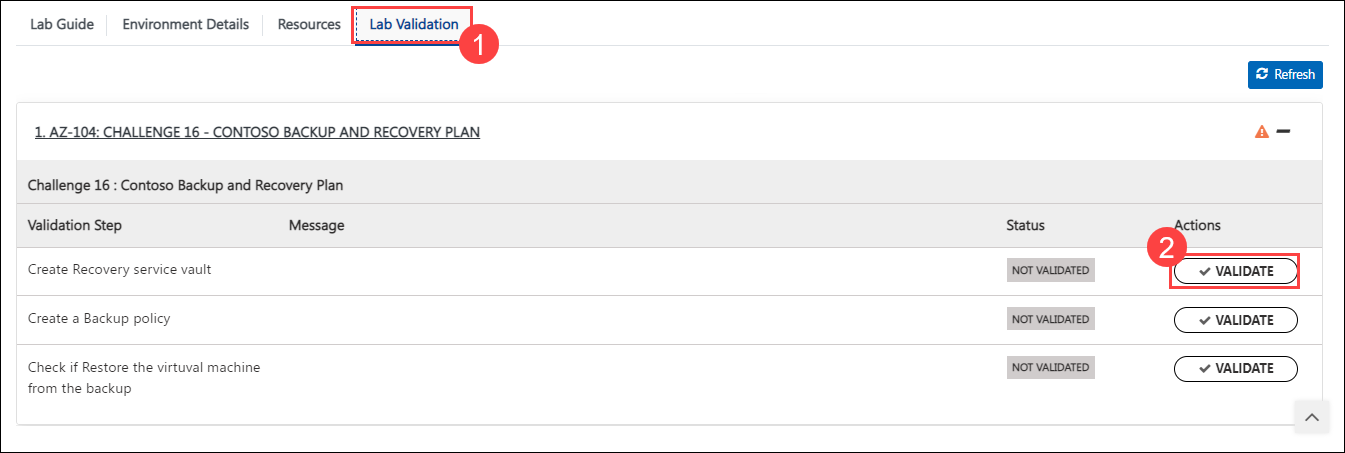 Lab Guide Environment Details Resources Lab Validation
1
Refresh
1. AZ-104: CHALLENGE 16 - CONTOSO BACKUP AND RECOVERY PLAN
Challenge 16 : Contoso Backup and Recovery Plan
Validation Step Message Status Actions
2
Create Recovery service vault NOT VALIDATED VALIDATE
Create a Backup policy NOT VALIDATED VALIDATE
Check if Restore the virtuval machine NOT VALIDATED VALIDATE
from the backup